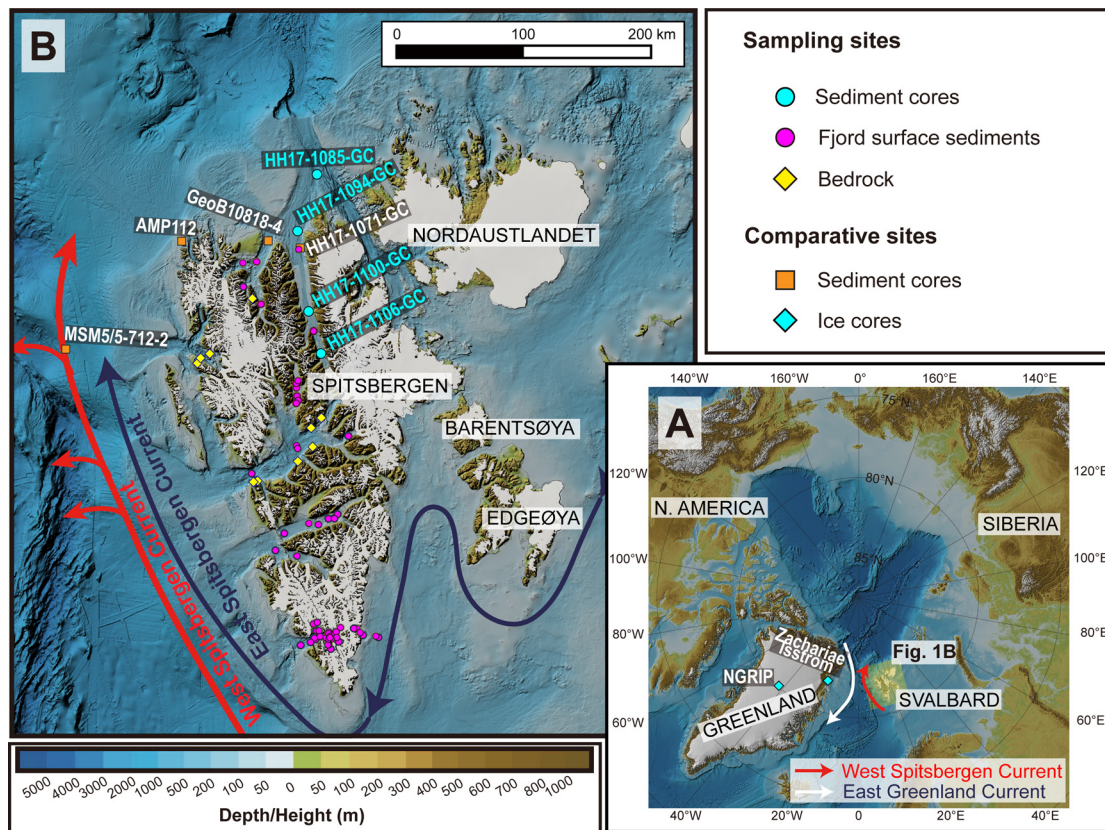 B
0
100
200 km
HH17-1085-GC
HH17-1094-GC
GeoB10818-4
AMP112
HH17-1071-GC
NORDAUSTLANDET
HH17-1100-GC
HH17-1106-GC
MSM5/5-712-2
SPITSBERGEN
BARENTSØYA
EDGEØYA
East Spitsbergen Current
West Spitsbergen Current
5000 4000 3000 2000 1000 500 200 100 50 0 50 100 200 300 400 500 600 700 800 1000
Depth/Height (m)
Sampling sites
Sediment cores
Fjord surface sediments
Bedrock
Comparative sites
Sediment cores
Ice cores
A
140°W
160°W
0°
160°E
140°E
75°N
120°W
80°N
120°E
N. AMERICA
SIBERIA
100°W
85°N
100°E
80°W
Zachariae
Isstrom
Fig. 1B
80°E
NGRIP
GREENLAND
SVALBARD
60°W
60°E
West Spitsbergen Current
East Greenland Current
40°W
20°W
0°
20°E
40°E